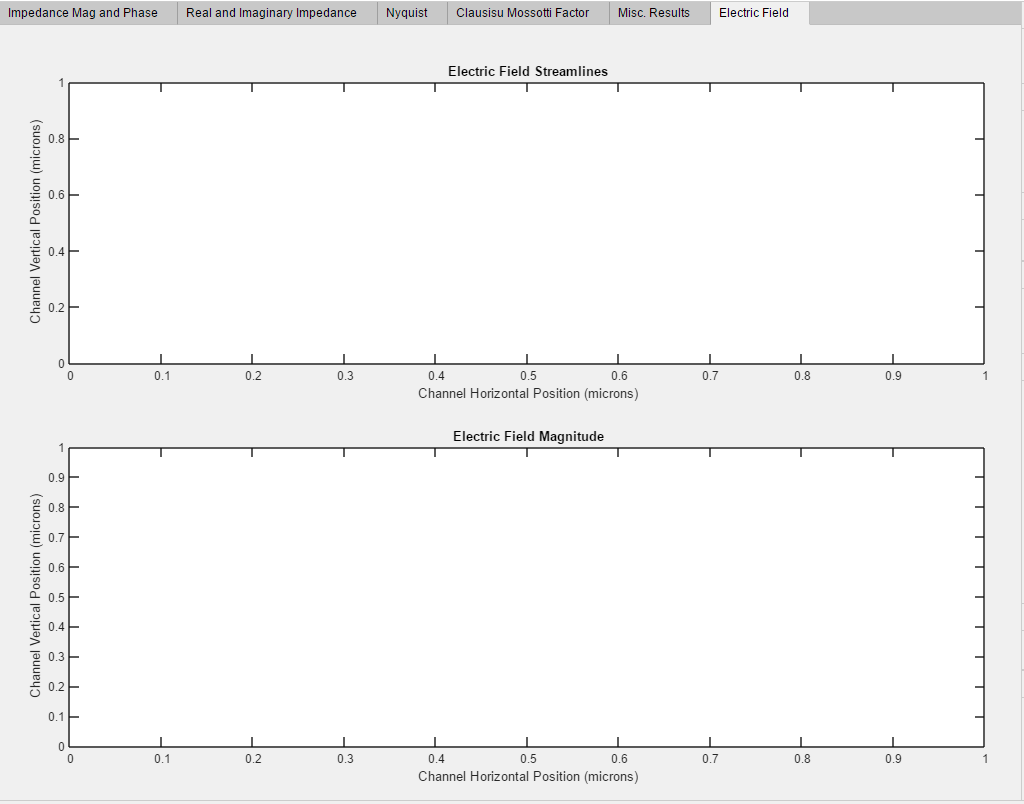 Impedance Mag and Phase Real and Imaginary Impedance Nyquist Clausisu Mossotti Factor Misc. Results Electric Field
Electric Field Streamlines
Channel Vertical Position (microns)
1
0.8
0.6
0.4
0.2
0
0 0.1 0.2 0.3 0.4 0.5 0.6 0.7 0.8 0.9 1
Channel Horizontal Position (microns)
Electric Field Magnitude
Channel Vertical Position (microns)
1
0.9
0.8
0.7
0.6
0.5
0.4
0.3
0.2
0.1
0
0 0.1 0.2 0.3 0.4 0.5 0.6 0.7 0.8 0.9 1
Channel Horizontal Position (microns)